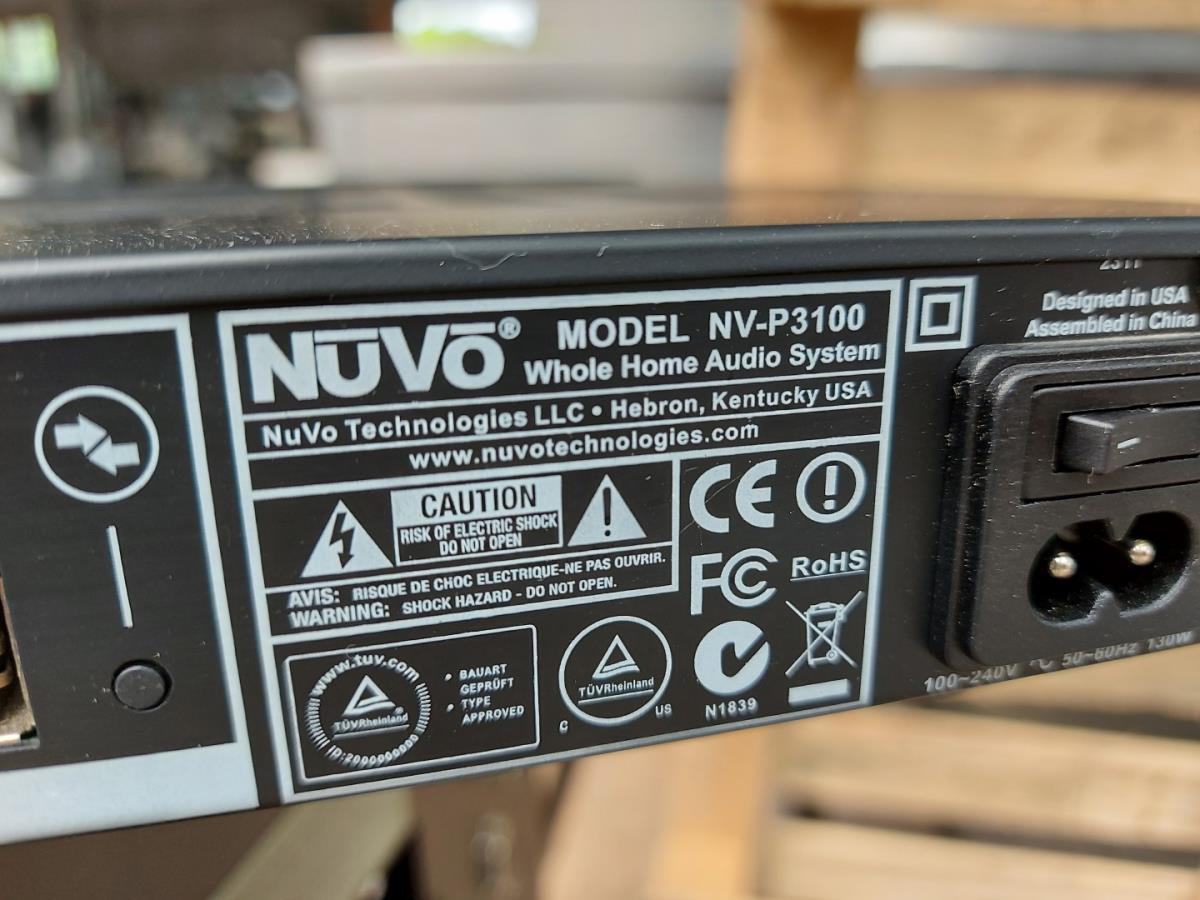 NuVo® MODEL NV-P3100
Whole Home Audio System
NuVo Technologies LLC • Hebron, Kentucky USA
www.nuvotechnologies.com
CAUTION
RISK OF ELECTRIC SHOCK
DO NOT OPEN
AVIS: RISQUE DE CHOC ELECTRIQUE-NE PAS OUVRIR.
WARNING: SHOCK HAZARD - DO NOT OPEN.
CE
FC
RoHS
www.tuv.com
TÜVRheinland®
ID:2000000000
• BAUART
GEPRÜFT
• TYPE
APPROVED
TÜVRheinland
C US
N1839
Designed in USA
Assembled in China
100~240V °C 50~60Hz 130W